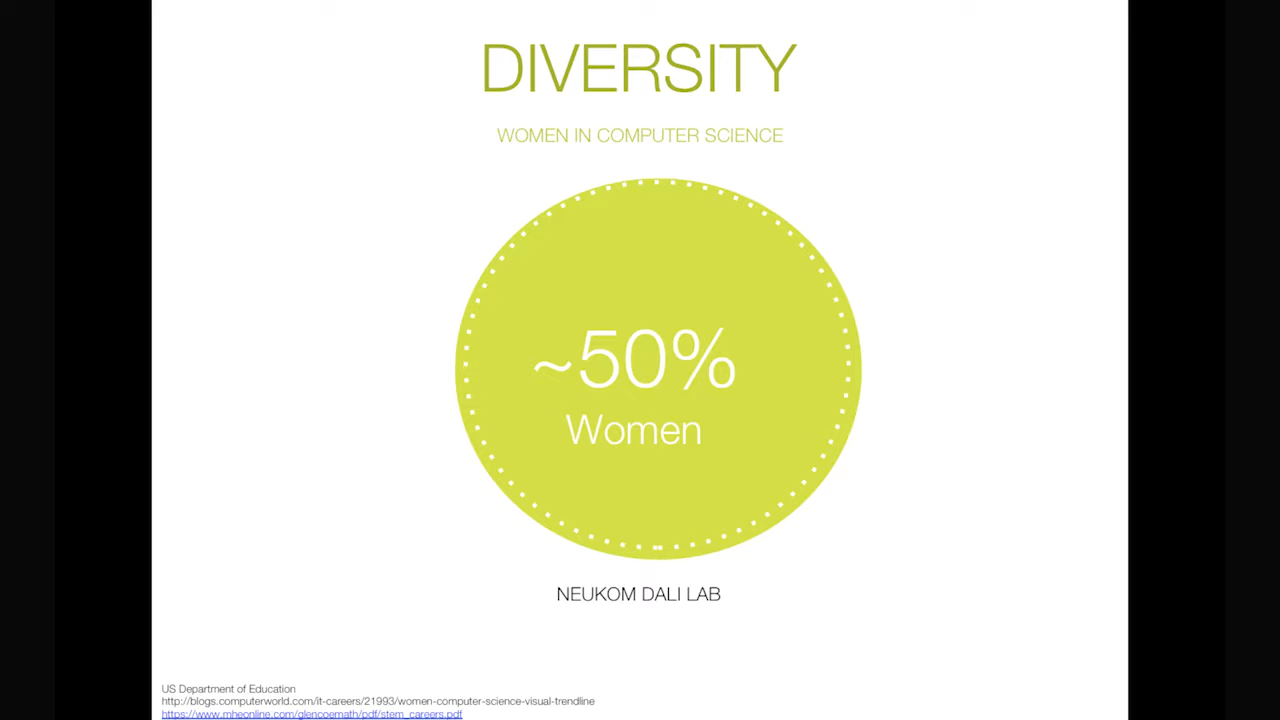 DIVERSITY
WOMEN IN COMPUTER SCIENCE
~50%
Women
NEUKOM DALI LAB
US Department of Education
http://blogs.computerworld.com/it-careers/21993/women-computer-science-visual-trendline
https://www.mheonline.com/glencoemath/pdf/stem_careers.pdf